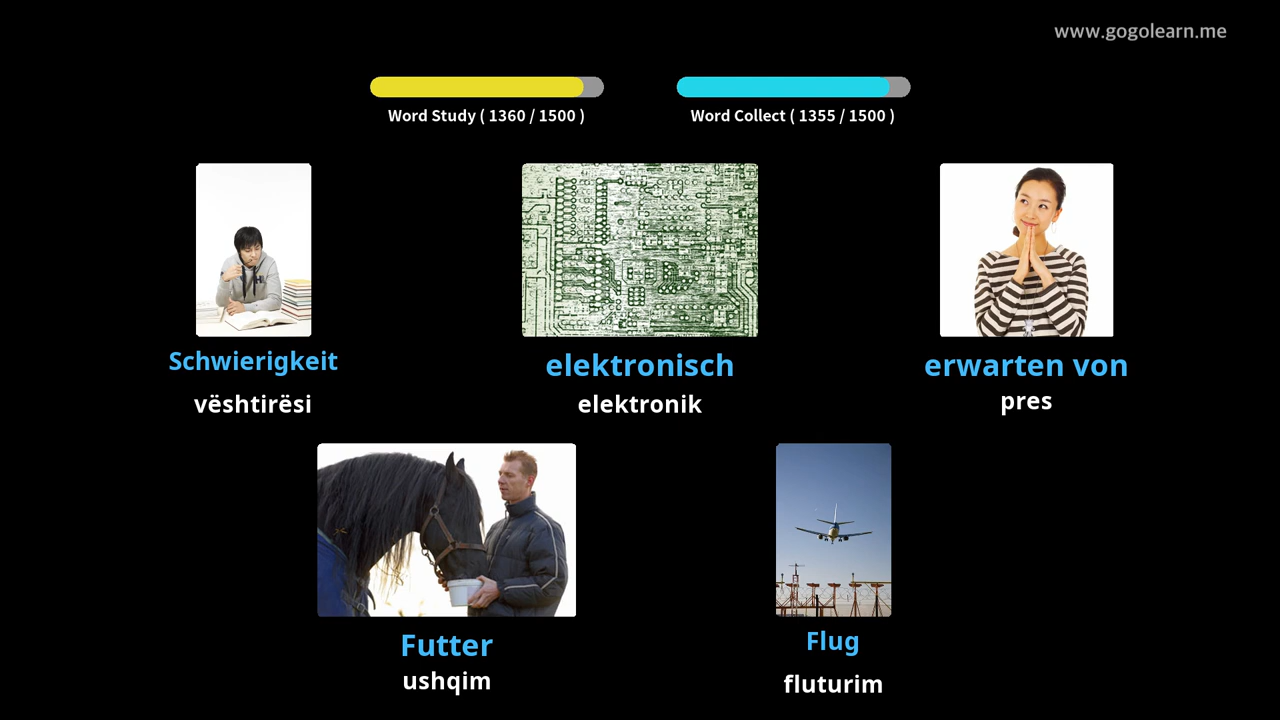 www.gogolearn.me
Word Study ( 1360 / 1500 )
Word Collect ( 1355 / 1500 )
Schwierigkeit
vështirësi
elektronisch
elektronik
erwarten von
pres
Futter
ushqim
Flug
fluturim